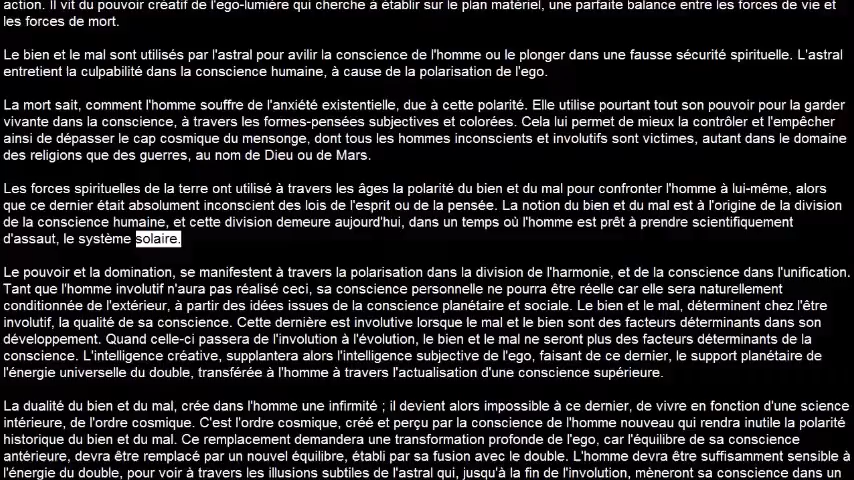 action. Il vit du pouvoir créatif de l'ego-lumière qui cherche à établir sur le plan matériel, une parfaite balance entre les forces de vie et
les forces de mort.
Le bien et le mal sont utilisés par l'astral pour avilir la conscience de l'homme ou le plonger dans une fausse sécurité spirituelle. L'astral
entretient la culpabilité dans la conscience humaine, à cause de la polarisation de l'ego.
La mort sait, comment l'homme souffre de l'anxiété existentielle, due à cette polarité. Elle utilise pourtant tout son pouvoir pour la garder
vivante dans la conscience, à travers les formes-pensées subjectives et colorées. Cela lui permet de mieux la contrôler et l'empêcher
ainsi de dépasser le cap cosmique du mensonge, dont tous les hommes inconscients et involutifs sont victimes, autant dans le domaine
des religions que des guerres, au nom de Dieu ou de Mars.
Les forces spirituelles de la terre ont utilisé à travers les âges la polarité du bien et du mal pour confronter l'homme à lui-même, alors
que ce dernier était absolument inconscient des lois de l'esprit ou de la pensée. La notion du bien et du mal est à l'origine de la division
de la conscience humaine, et cette division demeure aujourd'hui, dans un temps où l'homme est prêt à prendre scientifiquement
d'assaut, le système solaire.
Le pouvoir et la domination, se manifestent à travers la polarisation dans la division de l'harmonie, et de la conscience dans l'unification.
Tant que l'homme involutif n'aura pas réalisé ceci, sa conscience personnelle ne pourra être réelle car elle sera naturellement
conditionnée de l'extérieur, à partir des idées issues de la conscience planétaire et sociale. Le bien et le mal, déterminent chez l'être
involutif, la qualité de sa conscience. Cette dernière est involutive lorsque le mal et le bien sont des facteurs déterminants dans son
développement. Quand celle-ci passera de l'involution à l'évolution, le bien et le mal ne seront plus des facteurs déterminants de la
conscience. L'intelligence créative, supplantera alors l'intelligence subjective de l'ego, faisant de ce dernier, le support planétaire de
l'énergie universelle du double, transférée à l'homme à travers l'actualisation d'une conscience supérieure.
La dualité du bien et du mal, crée dans l'homme une infirmité ; il devient alors impossible à ce dernier, de vivre en fonction d'une science
intérieure, de l'ordre cosmique. C'est l'ordre cosmique, créé et perçu par la conscience de l'homme nouveau qui rendra inutile la polarité
historique du bien et du mal. Ce remplacement demandera une transformation profonde de l'ego, car l'équilibre de sa conscience
antérieure, devra être remplacé par un nouvel équilibre, établi par sa fusion avec le double. L'homme devra être suffisamment sensible à
l'énergie du double, pour voir à travers les illusions subtiles de l'astral qui, jusqu'à la fin de l'involution, mèneront sa conscience dans un